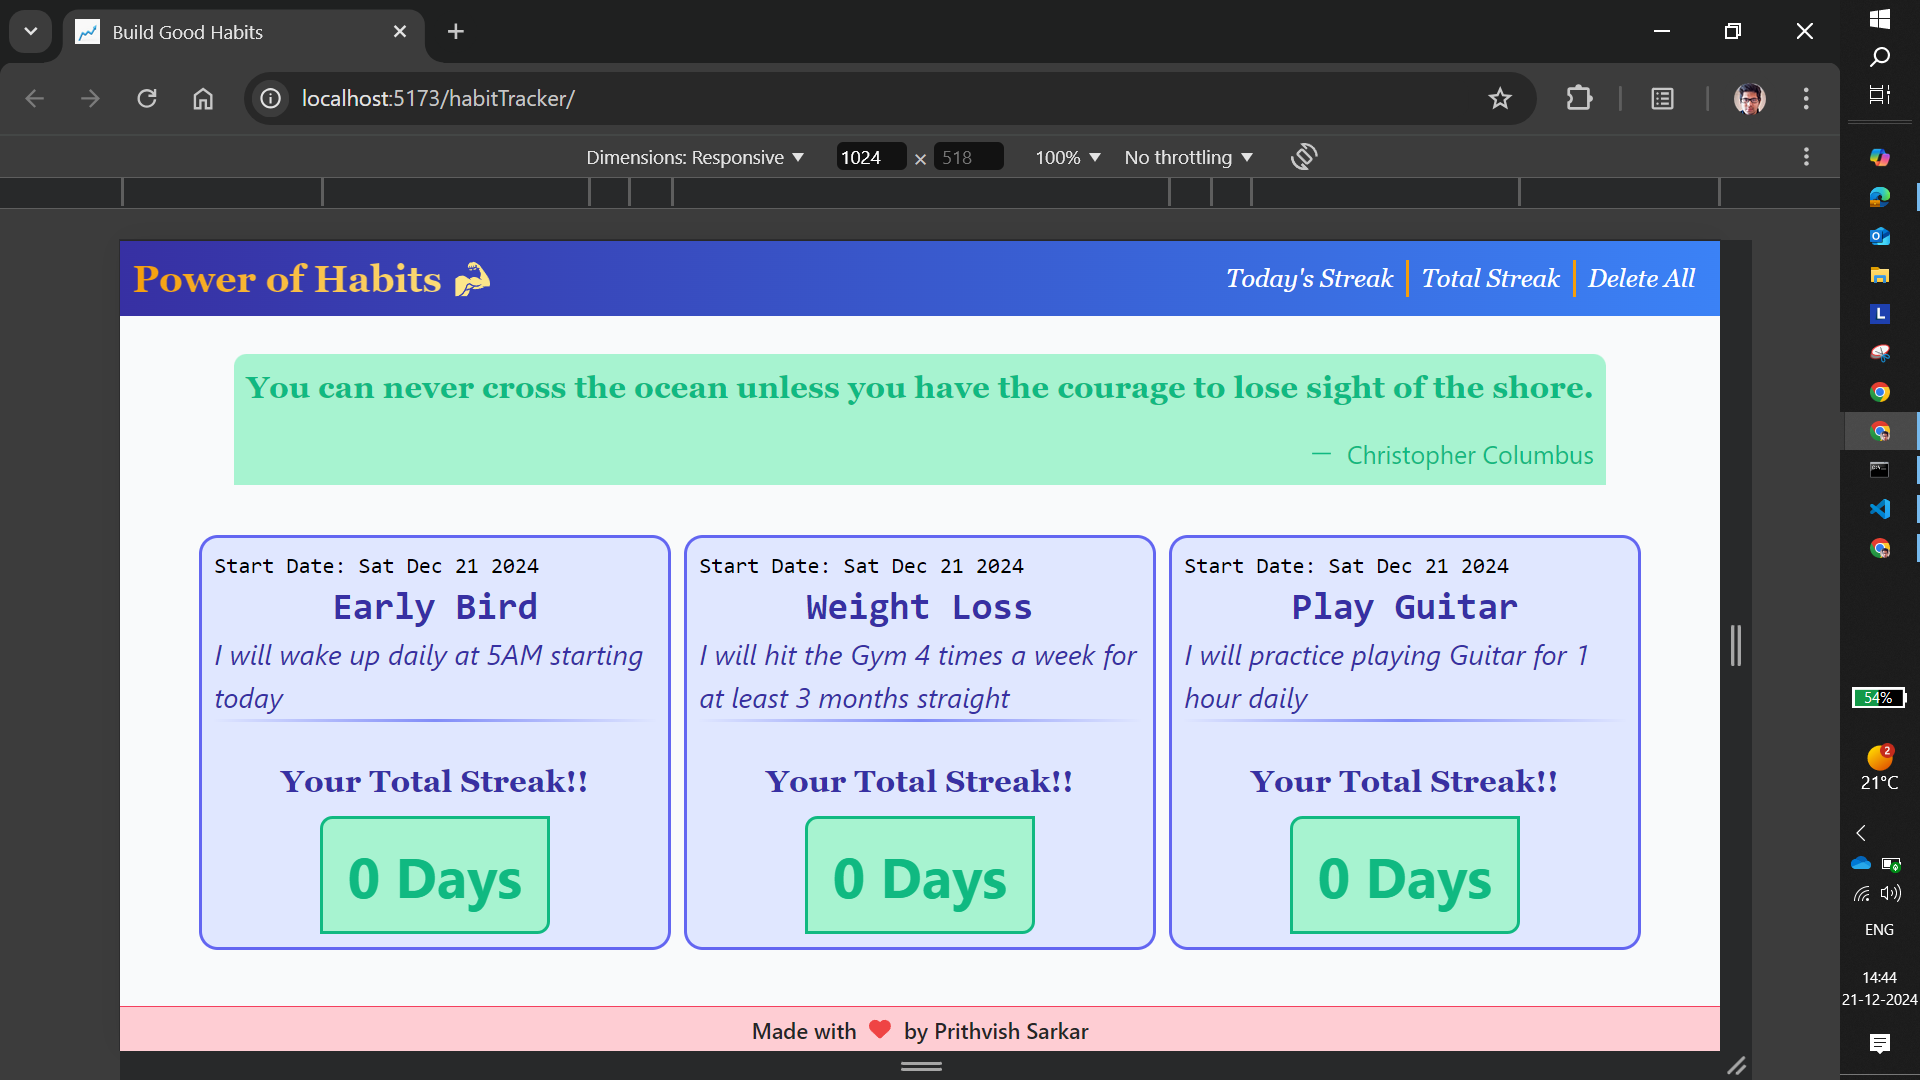 Build Good Habits
localhost:5173/habitTracker/
Dimensions: Responsive 1024 × 518 100% No throttling
Power of Habits
Today's Streak Total Streak Delete All
You can never cross the ocean unless you have the courage to lose sight of the shore.
— Christopher Columbus
Start Date: Sat Dec 21 2024
Early Bird
I will wake up daily at 5AM starting
today
Your Total Streak!!
0 Days
Start Date: Sat Dec 21 2024
Weight Loss
I will hit the Gym 4 times a week for
at least 3 months straight
Your Total Streak!!
0 Days
Start Date: Sat Dec 21 2024
Play Guitar
I will practice playing Guitar for 1
hour daily
Your Total Streak!!
0 Days
Made with ❤ by Prithvish Sarkar
L
54%
2
21°C
ENG
14:44
21-12-2024